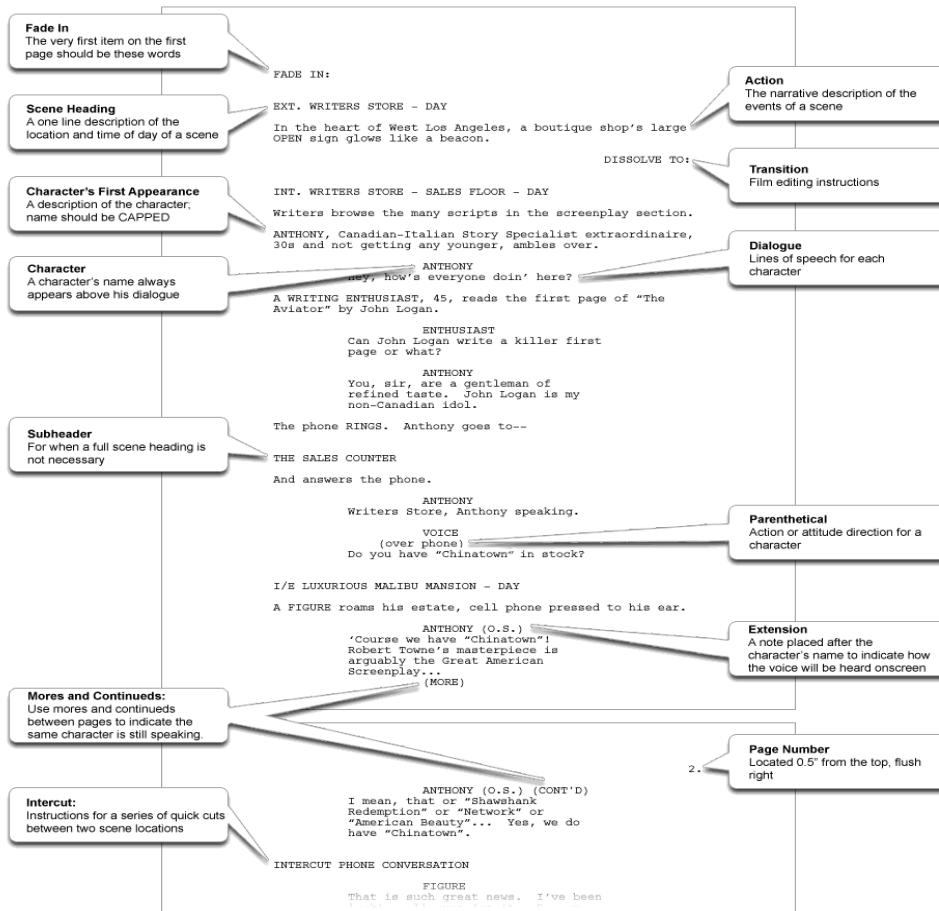 Fade In
The very first item on the first
page should be these words
FADE IN:
Action
The narrative description of the
events of a scene
Scene Heading
A one line description of the
location and time of day of a scene
EXT. WRITERS STORE - DAY
In the heart of West Los Angeles, a boutique shop's large
OPEN sign glows like a beacon.
DISSOLVE TO:
Transition
Film editing instructions
Character's First Appearance
A description of the character;
name should be CAPPED
INT. WRITERS STORE - SALES FLOOR - DAY
Writers browse the many scripts in the screenplay section.
ANTHONY, Canadian-Italian Story Specialist extraordinaire,
30s and not getting any younger, ambles over.
Dialogue
Lines of speech for each
character
Character
A character's name always
appears above his dialogue
ANTHONY
Hey, how's everyone doin' here?
A WRITING ENTHUSIAST, 45, reads the first page of "The
Aviator" by John Logan.
ENTHUSIAST
Can John Logan write a killer first
page or what?
ANTHONY
You, sir, are a gentleman of
refined taste.  John Logan is my
non-Canadian idol.
The phone RINGS.  Anthony goes to--
Subheader
For when a full scene heading is
not necessary
THE SALES COUNTER
And answers the phone.
ANTHONY
Writers Store, Anthony speaking.
VOICE
(over phone)
Do you have "Chinatown" in stock?
Parenthetical
Action or attitude direction for a
character
I/E LUXURIOUS MALIBU MANSION - DAY
A FIGURE roams his estate, cell phone pressed to his ear.
ANTHONY (O.S.)
'Course we have "Chinatown"!
Robert Towne's masterpiece is
arguably the Great American
Screenplay...
(MORE)
Extension
A note placed after the
character's name to indicate how
the voice will be heard onscreen
Mores and Continueds:
Use mores and continueds
between pages to indicate the
same character is still speaking.
Page Number
Located 0.5" from the top, flush
right
2.
ANTHONY (O.S.) (CONT'D)
I mean, that or "Shawshank
Redemption" or "Network" or
"American Beauty"...  Yes, we do
have "Chinatown".
Intercut:
Instructions for a series of quick cuts
between two scene locations
INTERCUT PHONE CONVERSATION
FIGURE
That is such great news.  I've been